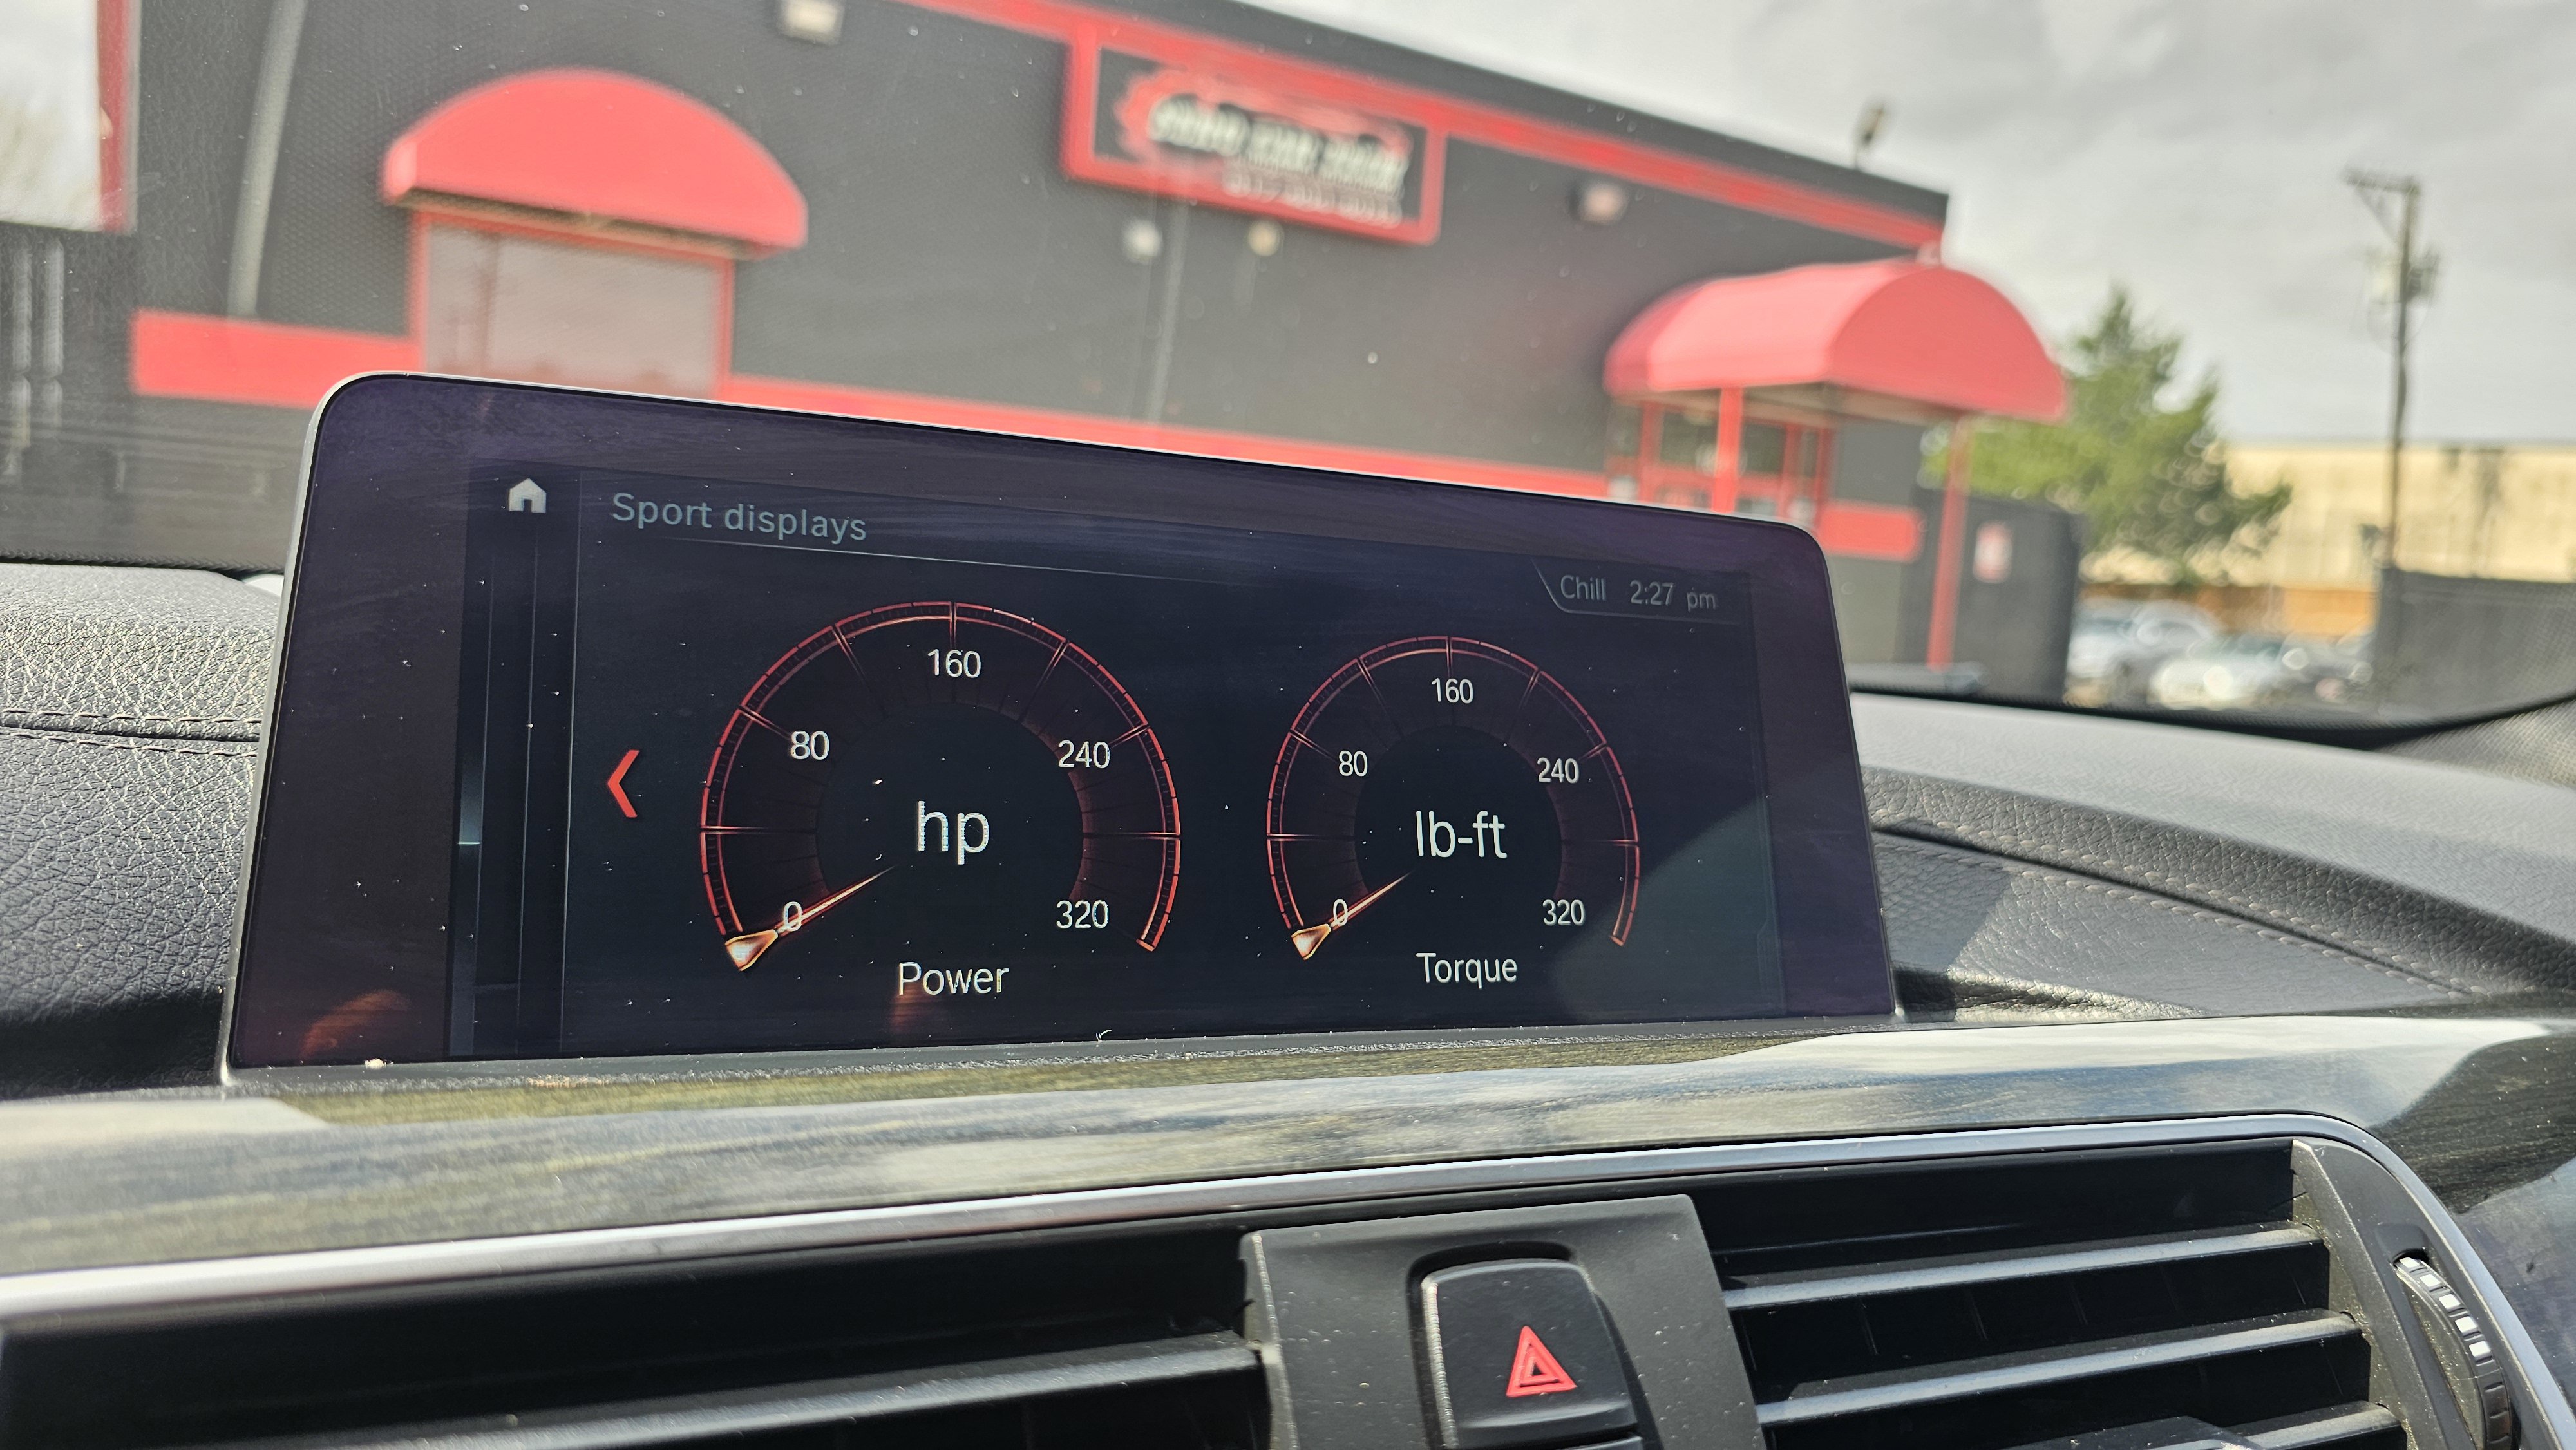 Sport displays
Chill 2:27 pm
160
80
240
hp
0
320
Power
160
80
240
lb-ft
0
320
Torque